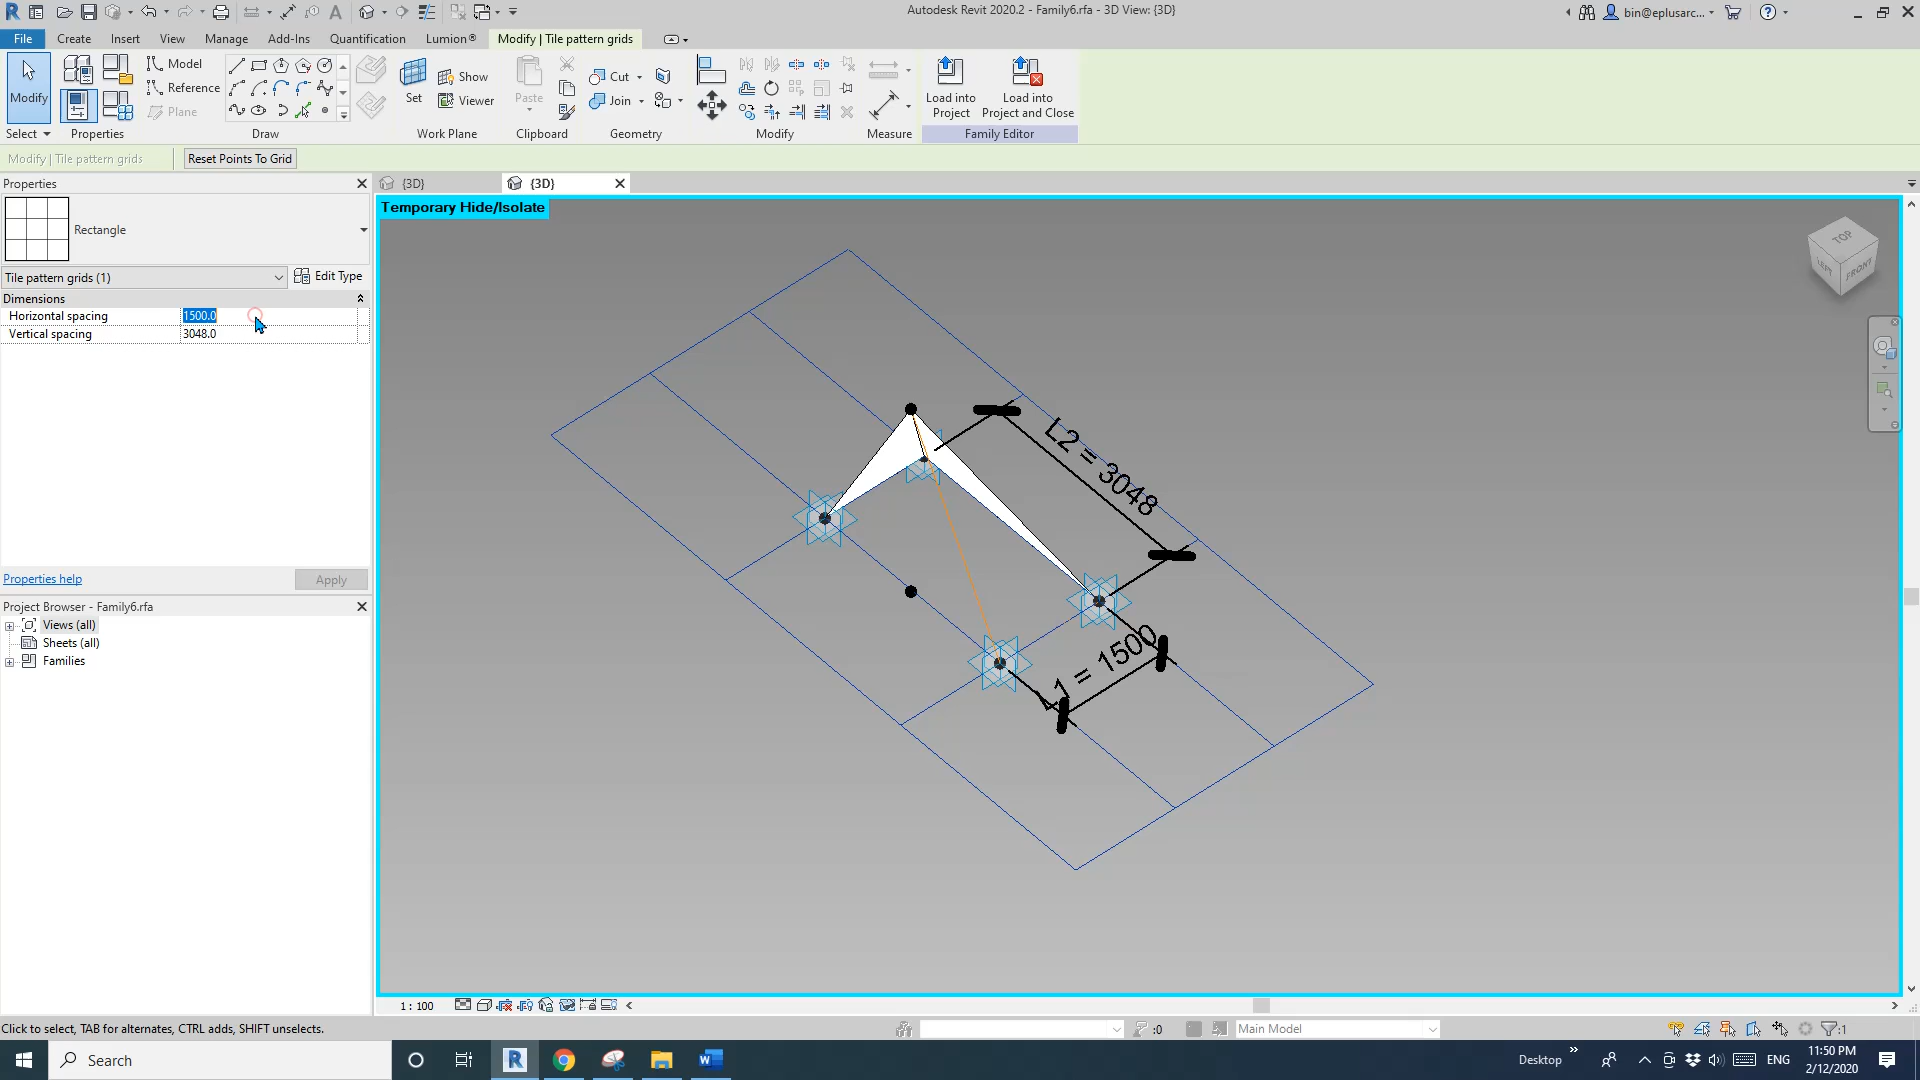 Autodesk Revit 2020.2 - Family6.rfa - 3D View: {3D}
bin@eplusarc...
File
Create
Insert
View
Manage
Add-Ins
Quantification
Lumion®
Modify | Tile pattern grids
Modify
Model
Reference
Plane
Set
Show
Viewer
Paste
Cut
Join
Load into
Project
Load into
Project and Close
Select
Properties
Draw
Work Plane
Clipboard
Geometry
Modify
Measure
Family Editor
Modify | Tile pattern grids
Reset Points To Grid
Properties
{3D}
{3D}
Rectangle
Temporary Hide/Isolate
Tile pattern grids (1)
Edit Type
Dimensions
Horizontal spacing
1500.0
Vertical spacing
3048.0
TOP
LEFT
FRONT
L2 = 3048
L1 = 1500
Properties help
Apply
Project Browser - Family6.rfa
Views (all)
Sheets (all)
Families
1 : 100
Click to select, TAB for alternates, CTRL adds, SHIFT unselects.
:0
Main Model
:1
Search
Desktop
ENG
11:50 PM
2/12/2020